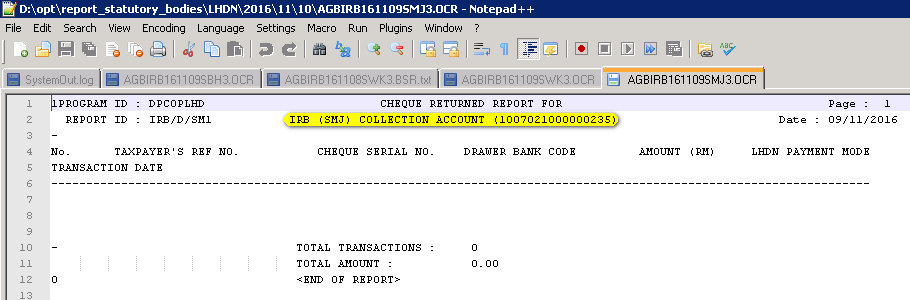 D:\opt\report_statutory_bodies\LHDN\2016\11\10\AGBIRB161109SMJ3.OCR - Notepad++
File Edit Search View Encoding Language Settings Macro Run Plugins Window ?
SystemOut.log AGBIRB161109SBH3.OCR AGBIRB161108SWK3.BSR.txt AGBIRB161109SWK3.OCR AGBIRB161109SMJ3.OCR
1 1PROGRAM ID : DPCOPLHD CHEQUE RETURNED REPORT FOR Page : 1
2 REPORT ID : IRB/D/SM1 IRB (SMJ) COLLECTION ACCOUNT (1007021000000235) Date : 09/11/2016
3 -
4 No. TAXPAYER'S REF NO. CHEQUE SERIAL NO. DRAWER BANK CODE AMOUNT (RM) LHDN PAYMENT MODE
5 TRANSACTION DATE
6 ------------------------------------------------------------------------------------------------------------------------
7
8
9
10 - TOTAL TRANSACTIONS : 0
11 TOTAL AMOUNT : 0.00
12 0 <END OF REPORT>
13